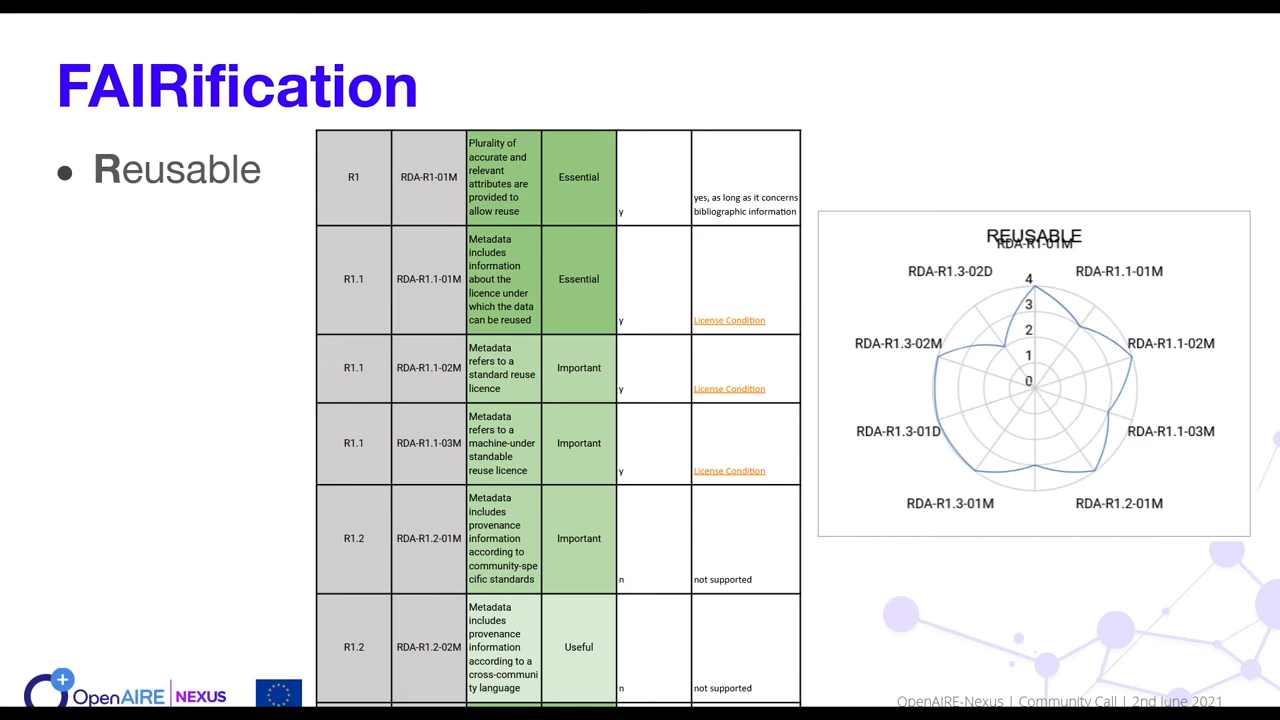 FAIRification
• Reusable
R1
RDA-R1-01M
Plurality of
accurate and
relevant
attributes are
provided to
allow reuse
Essential
y
yes, as long as it concerns
bibliographic information
R1.1
RDA-R1.1-01M
Metadata
includes
information
about the
licence under
which the data
can be reused
Essential
y
License Condition
R1.1
RDA-R1.1-02M
Metadata
refers to a
standard reuse
licence
Important
y
License Condition
R1.1
RDA-R1.1-03M
Metadata
refers to a
machine-under
standable
reuse licence
Important
y
License Condition
R1.2
RDA-R1.2-01M
Metadata
includes
provenance
information
according to
community-spe
cific standards
Important
n
not supported
R1.2
RDA-R1.2-02M
Metadata
includes
provenance
information
according to a
cross-communi
ty language
Useful
n
not supported
REUSABLE
RDA-R1-01M
RDA-R1.3-02D
RDA-R1.1-01M
4
3
RDA-R1.3-02M
RDA-R1.1-02M
2
1
0
RDA-R1.3-01D
RDA-R1.1-03M
RDA-R1.3-01M
RDA-R1.2-01M
OpenAIRE NEXUS
OpenAIRE-Nexus | Community Call | 2nd June 2021